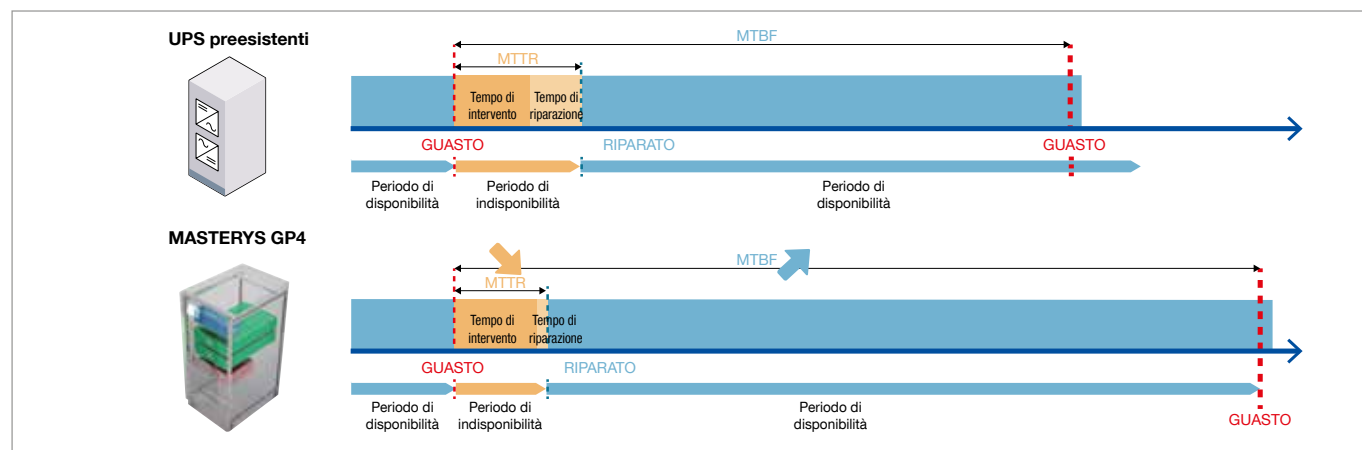 UPS preesistenti
MTBF
MTTR
Tempo di
intervento
Tempo di
riparazione
GUASTO
RIPARATO
GUASTO
Periodo di
disponibilità
Periodo di
indisponibilità
Periodo di
disponibilità
MASTERYS GP4
MTBF
MTTR
Tempo di
intervento
Tempo di
riparazione
GUASTO
RIPARATO
Periodo di
disponibilità
Periodo di
indisponibilità
Periodo di
disponibilità
GUASTO